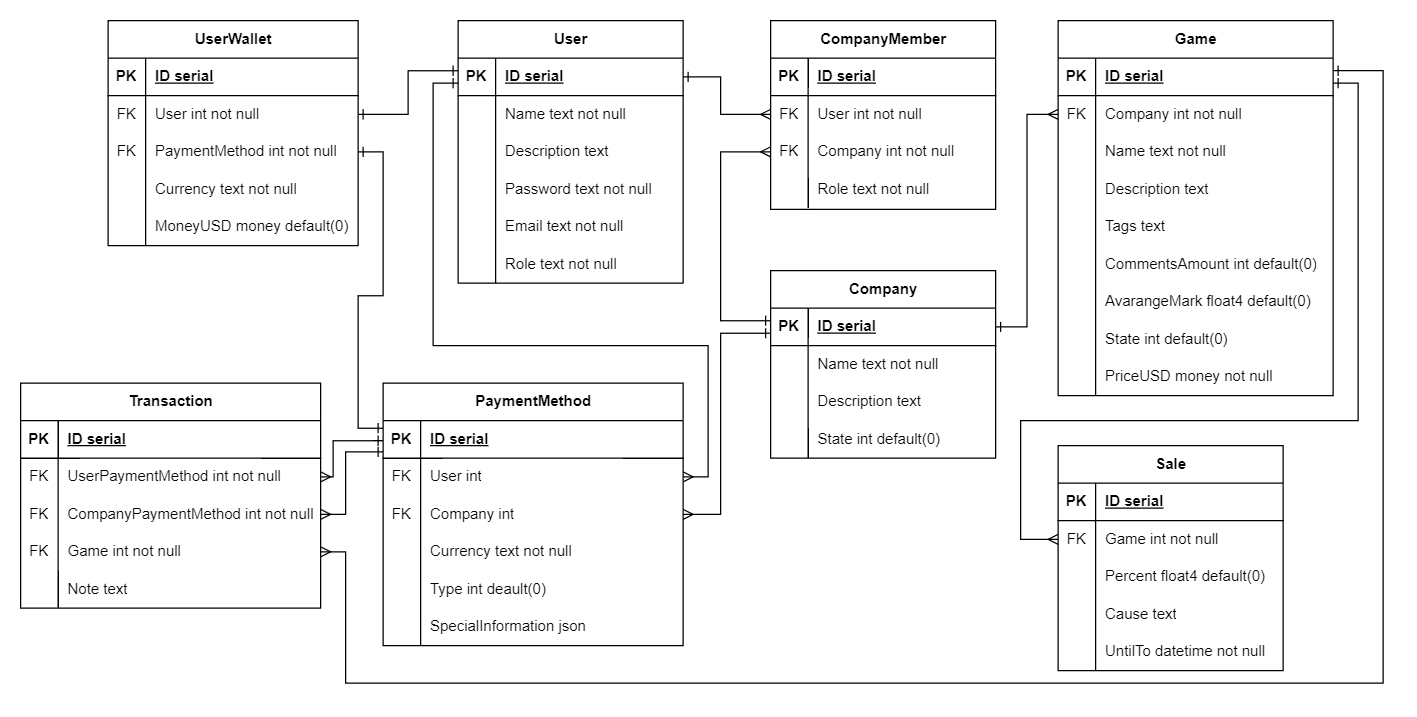 UserWallet
PK ID serial
FK User int not null
FK PaymentMethod int not null
Currency text not null
MoneyUSD money default(0)
User
PK ID serial
Name text not null
Description text
Password text not null
Email text not null
Role text not null
CompanyMember
PK ID serial
FK User int not null
FK Company int not null
Role text not null
Game
PK ID serial
FK Company int not null
Name text not null
Description text
Tags text
CommentsAmount int default(0)
AvarangeMark float4 default(0)
State int default(0)
PriceUSD money not null
Company
PK ID serial
Name text not null
Description text
State int default(0)
Transaction
PK ID serial
FK UserPaymentMethod int not null
FK CompanyPaymentMethod int not null
FK Game int not null
Note text
PaymentMethod
PK ID serial
FK User int
FK Company int
Currency text not null
Type int deault(0)
SpecialInformation json
Sale
PK ID serial
FK Game int not null
Percent float4 default(0)
Cause text
UntilTo datetime not null